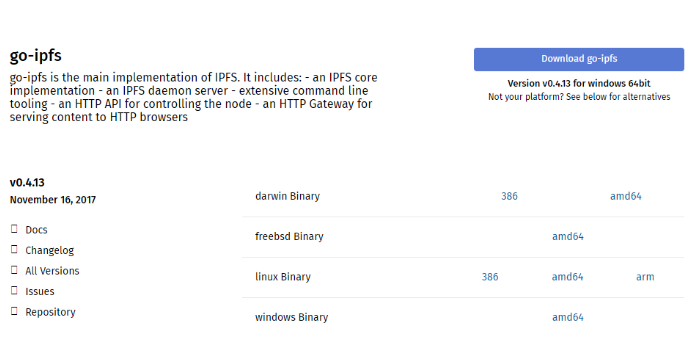 go-ipfs
go-ipfs is the main implementation of IPFS. It includes: - an IPFS core
implementation - an IPFS daemon server - extensive command line
tooling - an HTTP API for controlling the node - an HTTP Gateway for
serving content to HTTP browsers
Download go-ipfs
Version v0.4.13 for windows 64bit
Not your platform? See below for alternatives
v0.4.13
November 16, 2017
Docs
Changelog
All Versions
Issues
Repository
darwin Binary 386 amd64
freebsd Binary amd64
linux Binary 386 amd64 arm
windows Binary amd64